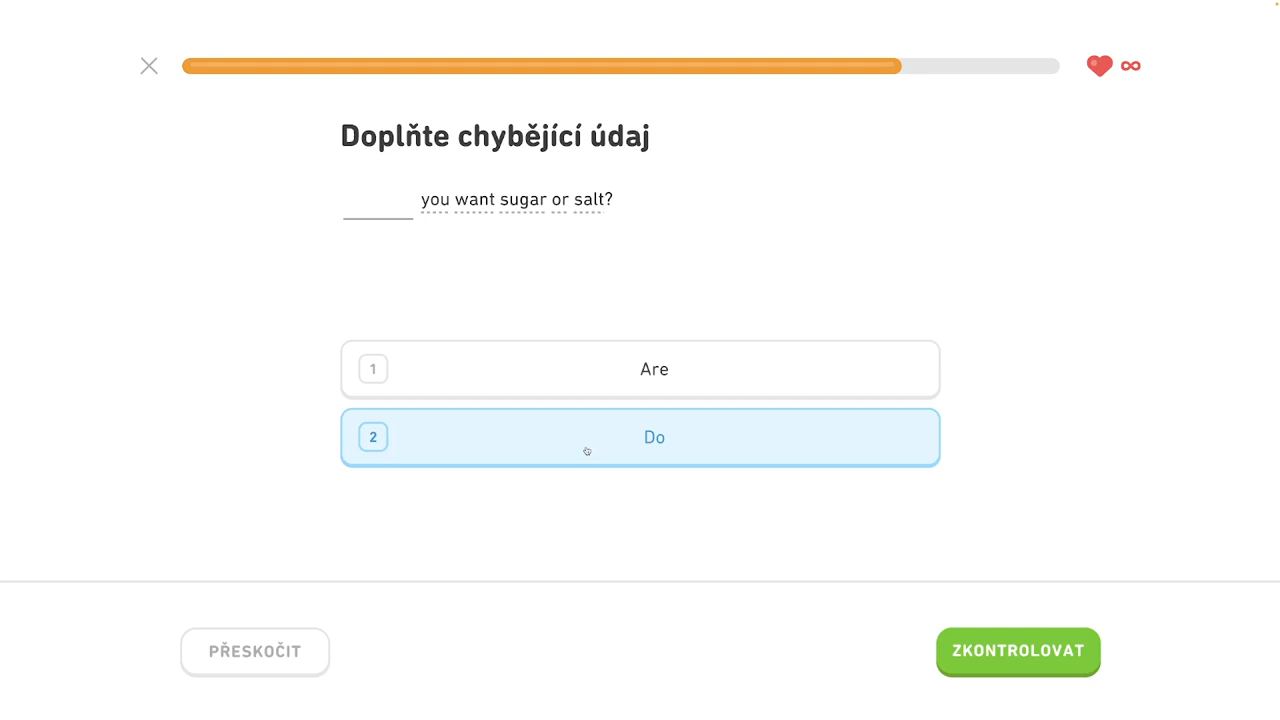 Doplňte chybějící údaj
you want sugar or salt?
1 Are
2 Do
PŘESKOČIT
ZKONTROLOVAT